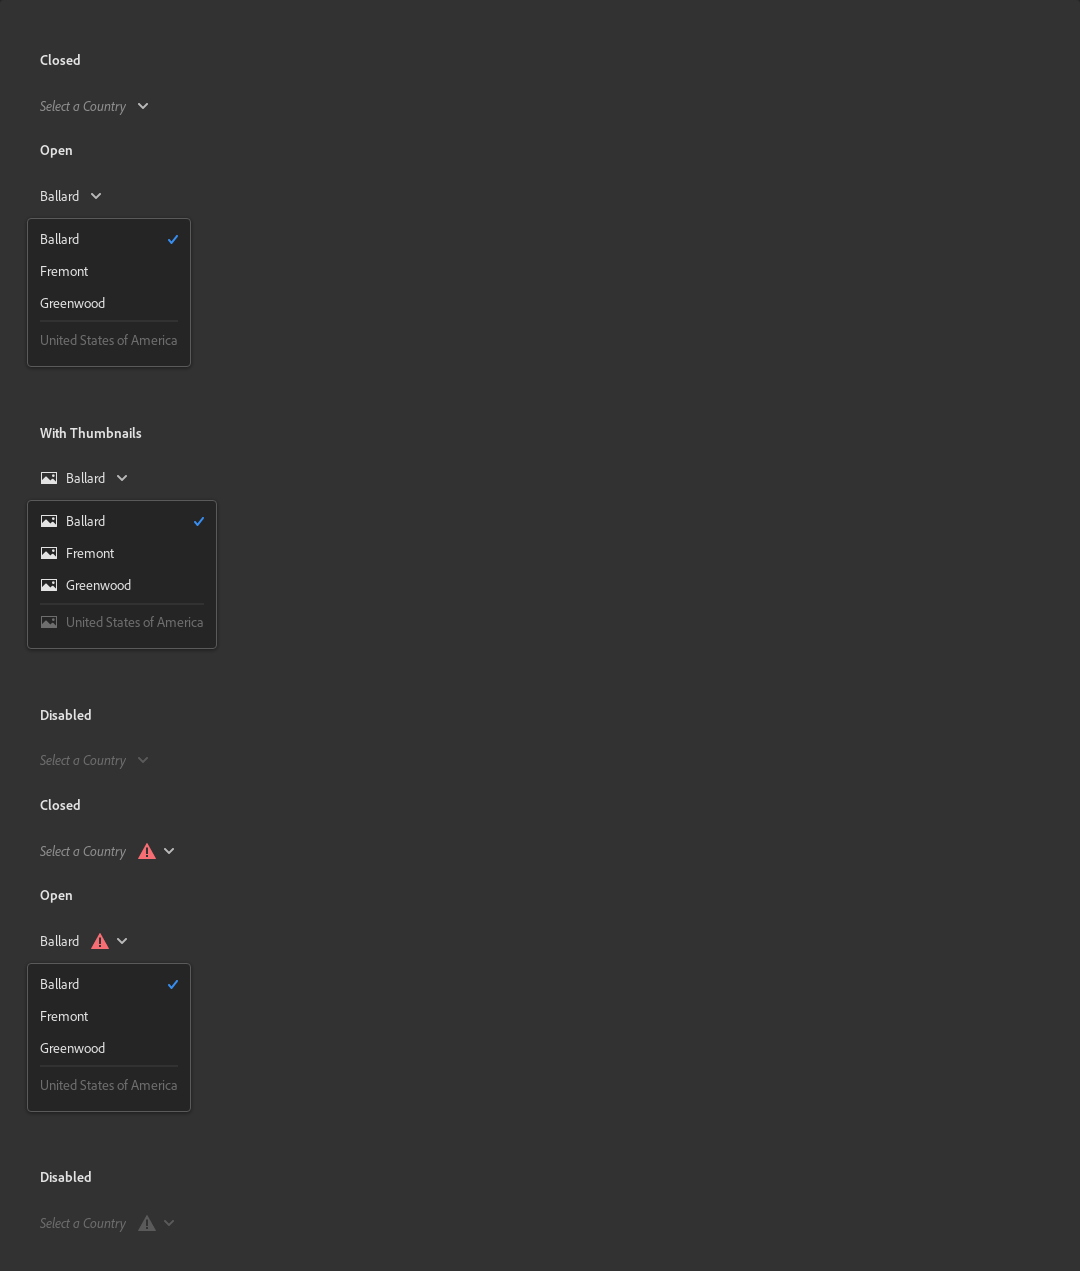 Closed
Select a Country
Open
Ballard
Ballard
Fremont
Greenwood
United States of America
With Thumbnails
Ballard
Ballard
Fremont
Greenwood
United States of America
Disabled
Select a Country
Closed
Select a Country
Open
Ballard
Ballard
Fremont
Greenwood
United States of America
Disabled
Select a Country